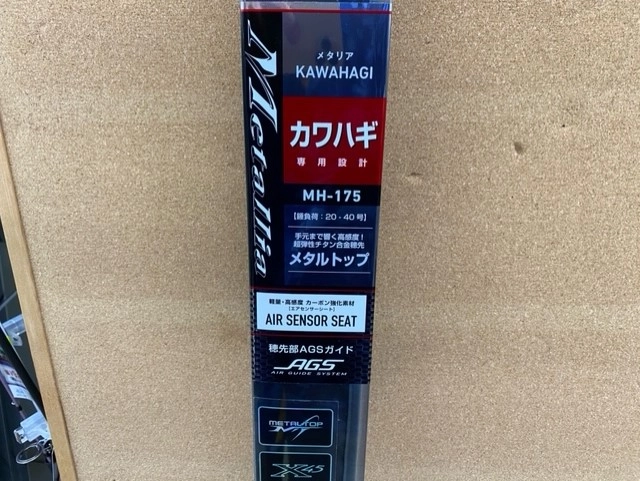 Metallia
メタリア
KAWAHAGI
カワハギ
専用設計
MH-175
【錘負荷：20-40号】
手元まで響く高感度！
超弾性チタン合金穂先
メタルトップ
軽量・高感度 カーボン強化素材
［エアセンサーシート］
AIR SENSOR SEAT
穂先部AGSガイド
AGS
AIR GUIDE SYSTEM
METAL TOP
X45